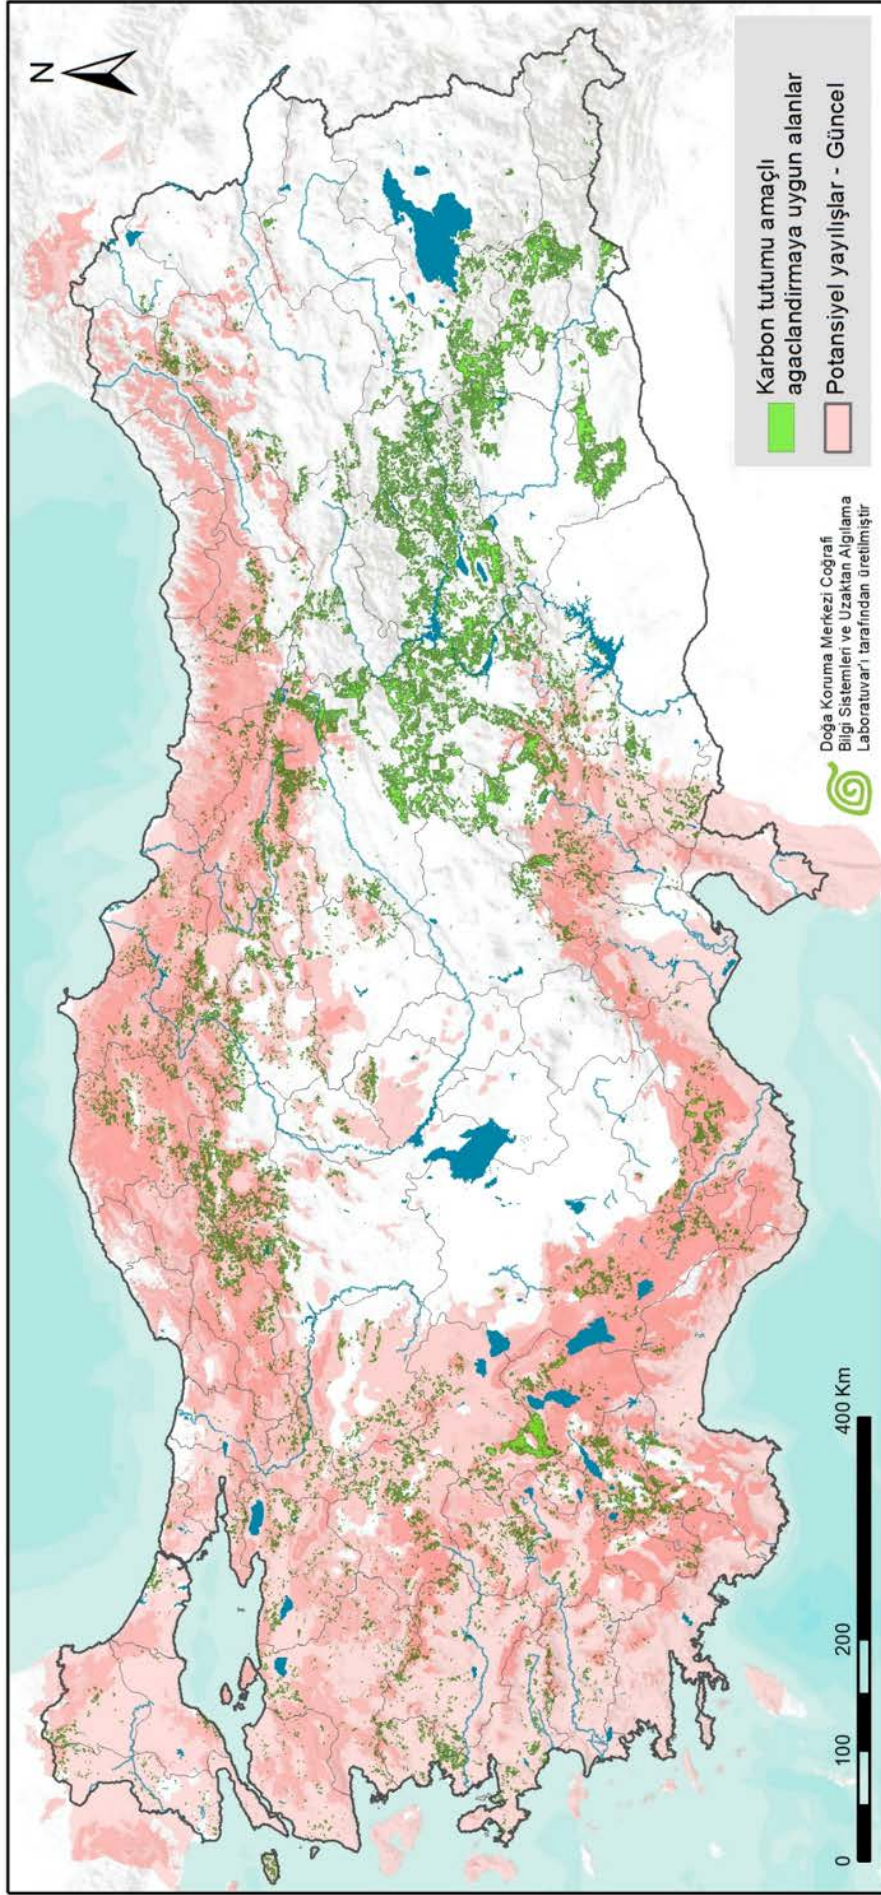 N
Karbon tutumu amaçlı
agaclandirmaya uygun alanlar
Potansiyel yayılışlar - Güncel
Doğa Koruma Merkezi Coğrafi
Bilgi Sistemleri ve Uzaktan Algılama
Laboratuvar'ı tarafından üretilmiştir
0 100 200 400 Km